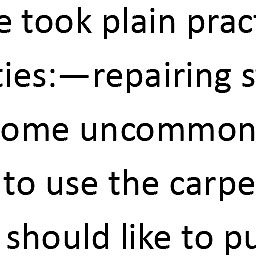 e took plain pract
ties:—repairing s
ome uncommon
to use the carpe
should like to pu